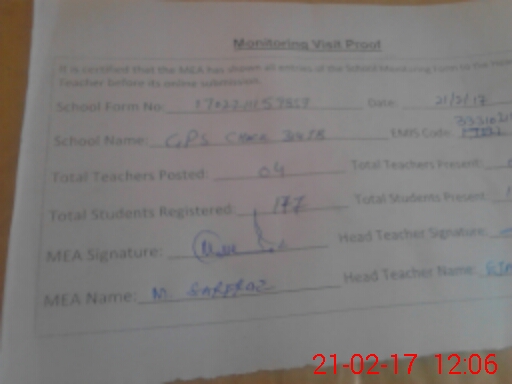 Monitoring Visit Proof
It is certified that the MEA has shown all entries of the School Monitoring Form to the Head
Teacher before its online submission.
School Form No: Date: 21/2/17
School Name: GPS Chak EMIS Code:
Total Teachers Posted: 04 Total Teachers Present:
Total Students Registered: 177 Total Students Present:
MEA Signature: Head Teacher Signature:
MEA Name: M SARFRAZ Head Teacher Name:
21-02-17 12:06